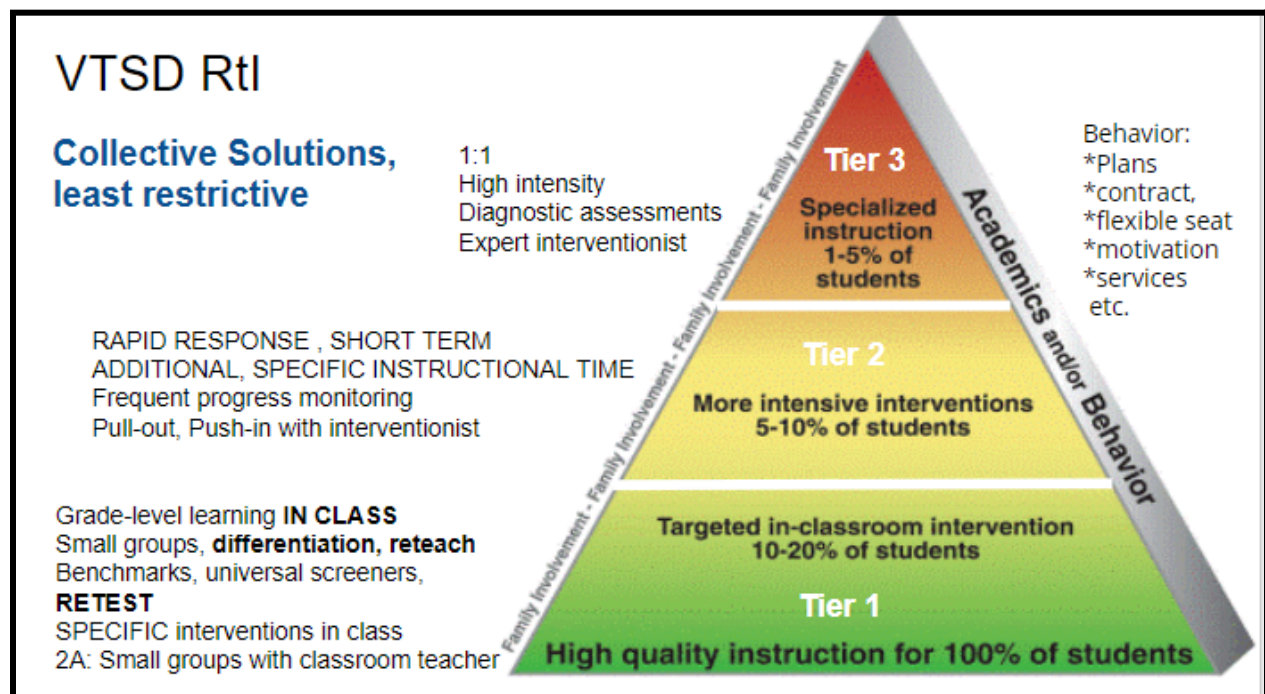 VTSD RtI
Collective Solutions,
least restrictive
1:1
High intensity
Diagnostic assessments
Expert interventionist
RAPID RESPONSE , SHORT TERM
ADDITIONAL, SPECIFIC INSTRUCTIONAL TIME
Frequent progress monitoring
Pull-out, Push-in with interventionist
Grade-level learning IN CLASS
Small groups, differentiation, reteach
Benchmarks, universal screeners,
RETEST
SPECIFIC interventions in class
2A: Small groups with classroom teacher
Family Involvement - Family Involvement - Family Involvement - Family Involvement
Tier 3
Specialized
instruction
1-5% of
students
Tier 2
More intensive interventions
5-10% of students
Targeted in-classroom intervention
10-20% of students
Tier 1
High quality instruction for 100% of students
Academics and/or Behavior
Behavior:
*Plans
*contract,
*flexible seat
*motivation
*services
etc.